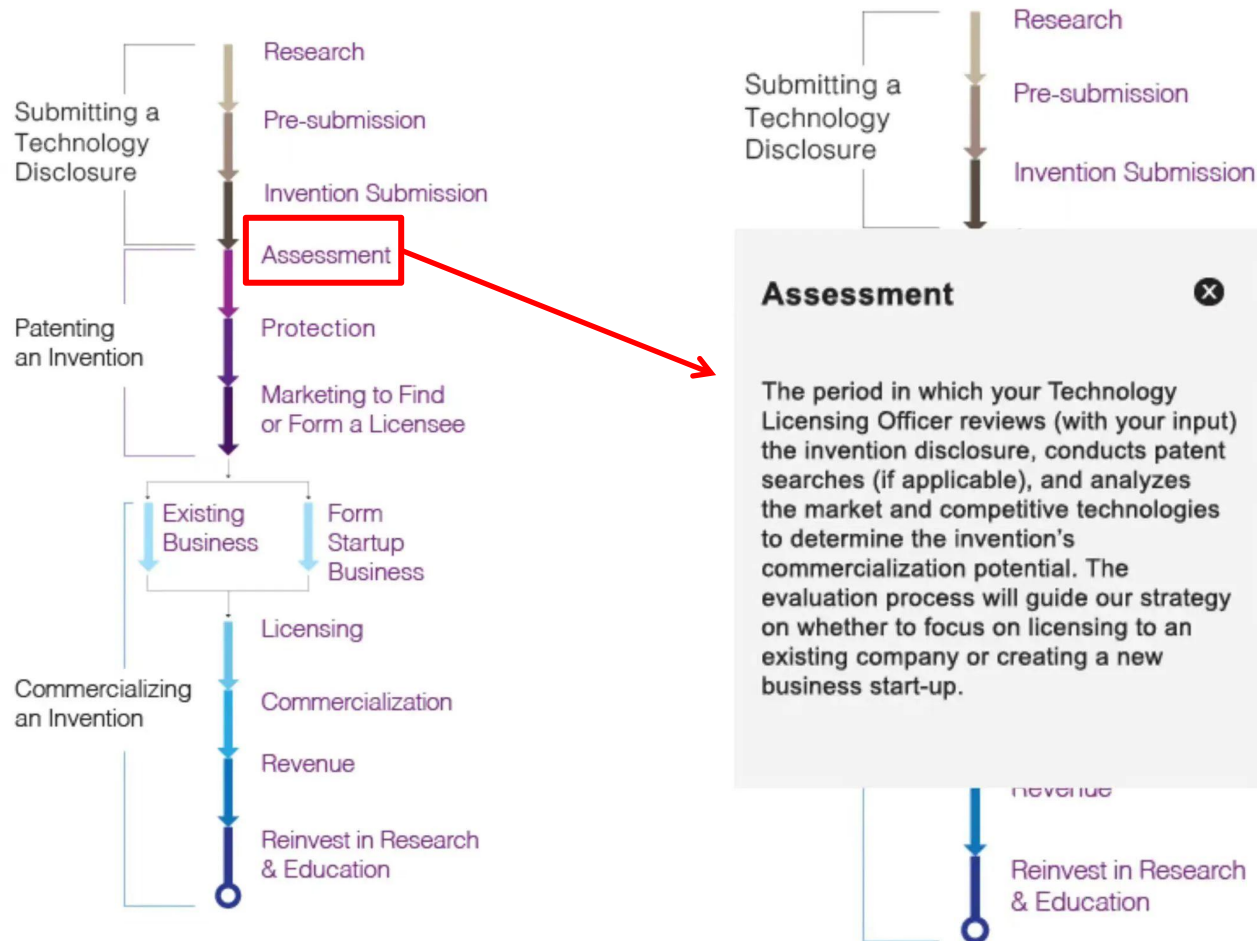 Research
Submitting a
Technology
Disclosure
Pre-submission
Invention Submission
Assessment
Patenting
an Invention
Protection
Marketing to Find
or Form a Licensee
Existing
Business
Form
Startup
Business
Licensing
Commercializing
an Invention
Commercialization
Revenue
Reinvest in Research
& Education
Research
Submitting a
Technology
Disclosure
Pre-submission
Invention Submission
Assessment
The period in which your Technology
Licensing Officer reviews (with your input)
the invention disclosure, conducts patent
searches (if applicable), and analyzes
the market and competitive technologies
to determine the invention's
commercialization potential. The
evaluation process will guide our strategy
on whether to focus on licensing to an
existing company or creating a new
business start-up.
Revenue
Reinvest in Research
& Education